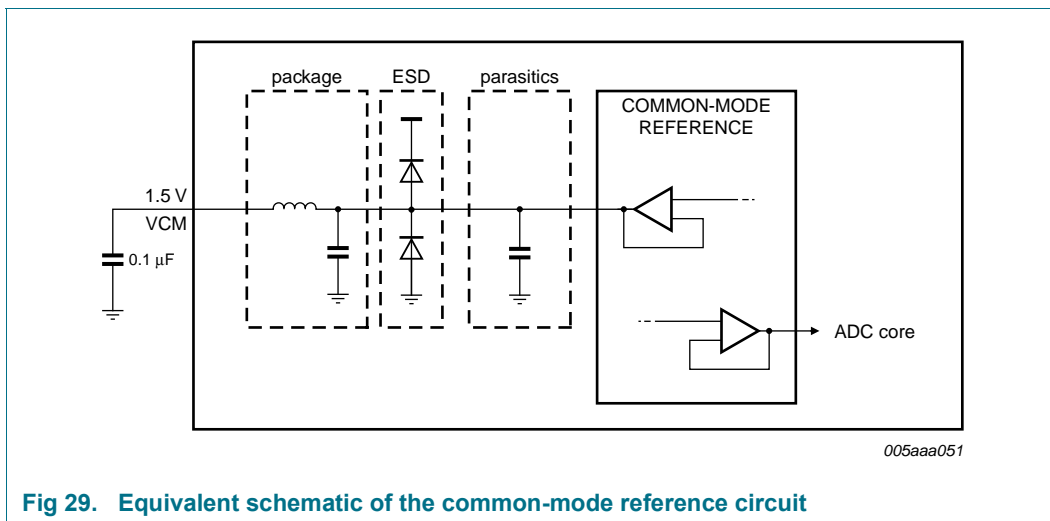 package
ESD
parasitics
COMMON-MODE
REFERENCE
1.5 V
VCM
0.1 μF
ADC core
005aaa051
Fig 29. Equivalent schematic of the common-mode reference circuit